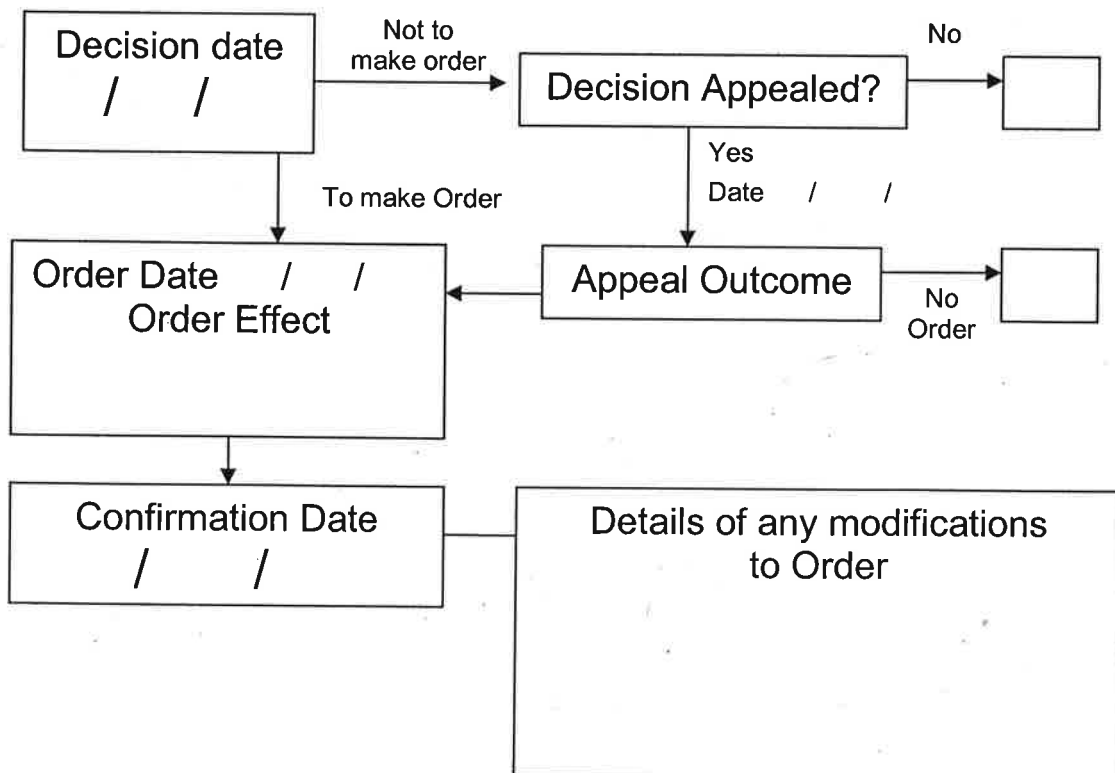 Decision date
/ /
Not to
make order
Decision Appealed?
No
Yes
Date / /
To make Order
Order Date / /
Order Effect
Appeal Outcome
No
Order
Confirmation Date
/ /
Details of any modifications
to Order